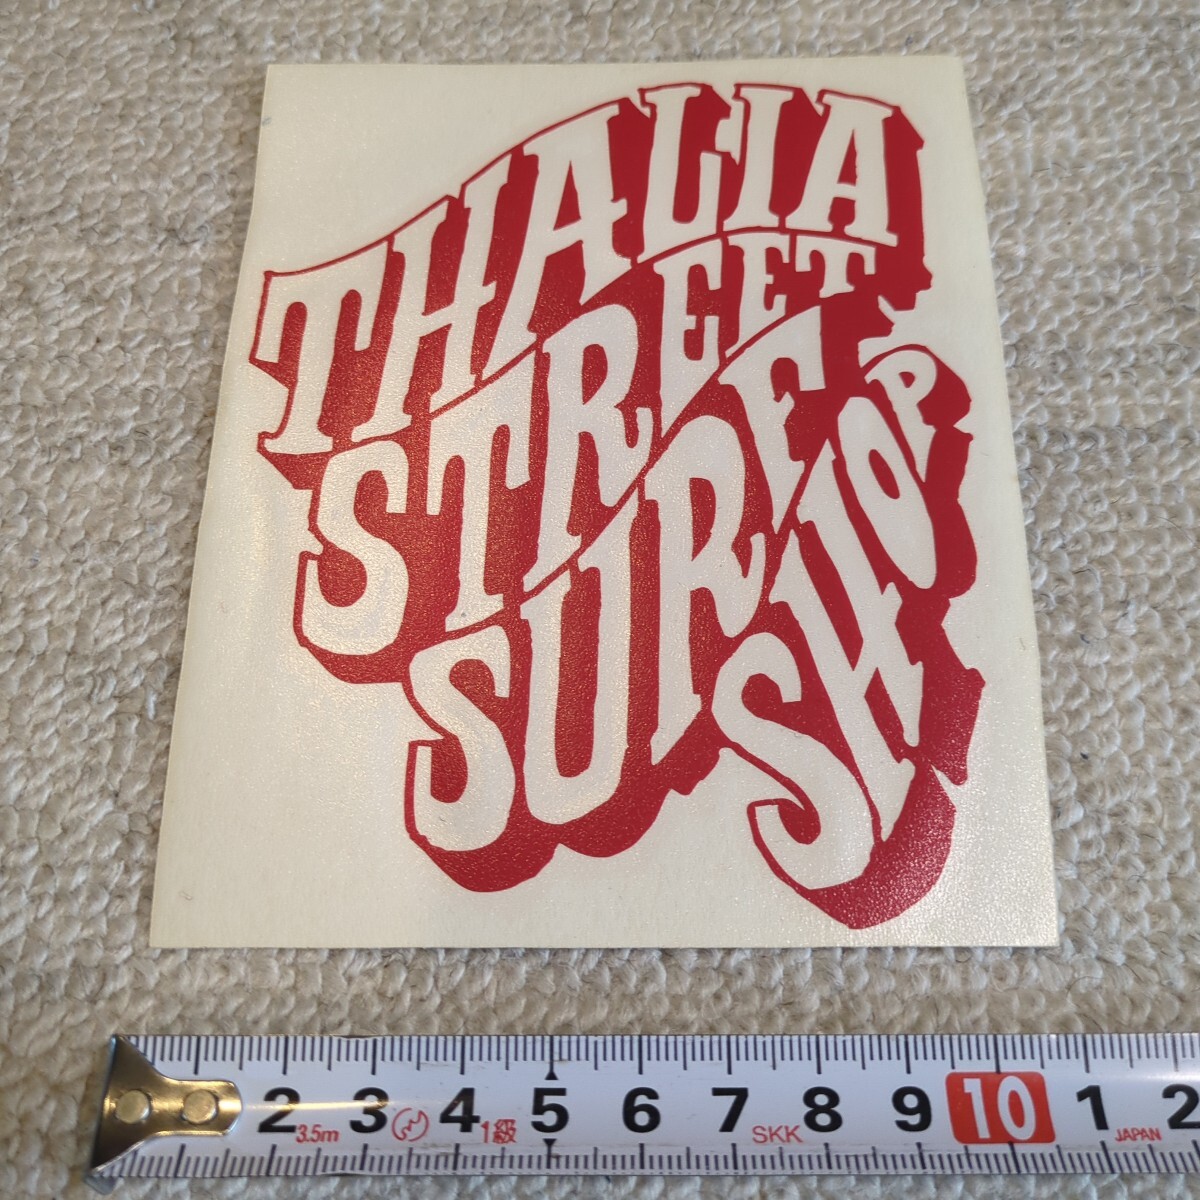 THALIA
STREET
SURF
SHOP
2 3 4 5 6 7 8 9 10 1 2
3.5m 1級 SKK JAPAN